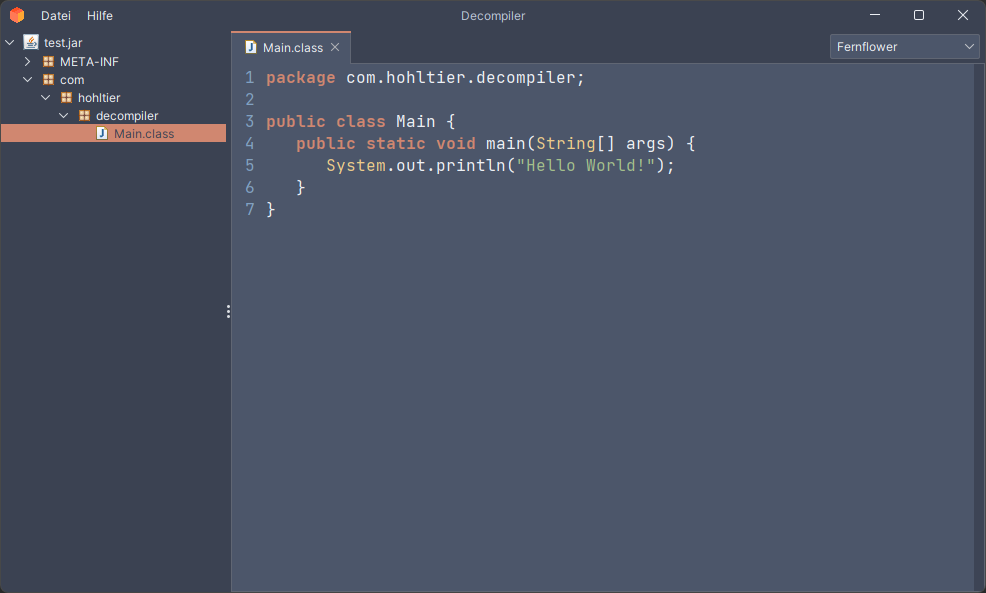 Datei Hilfe Decompiler
test.jar
META-INF
com
hohltier
decompiler
Main.class
Main.class Fernflower
1 package com.hohltier.decompiler;
2
3 public class Main {
4    public static void main(String[] args) {
5       System.out.println("Hello World!");
6    }
7 }